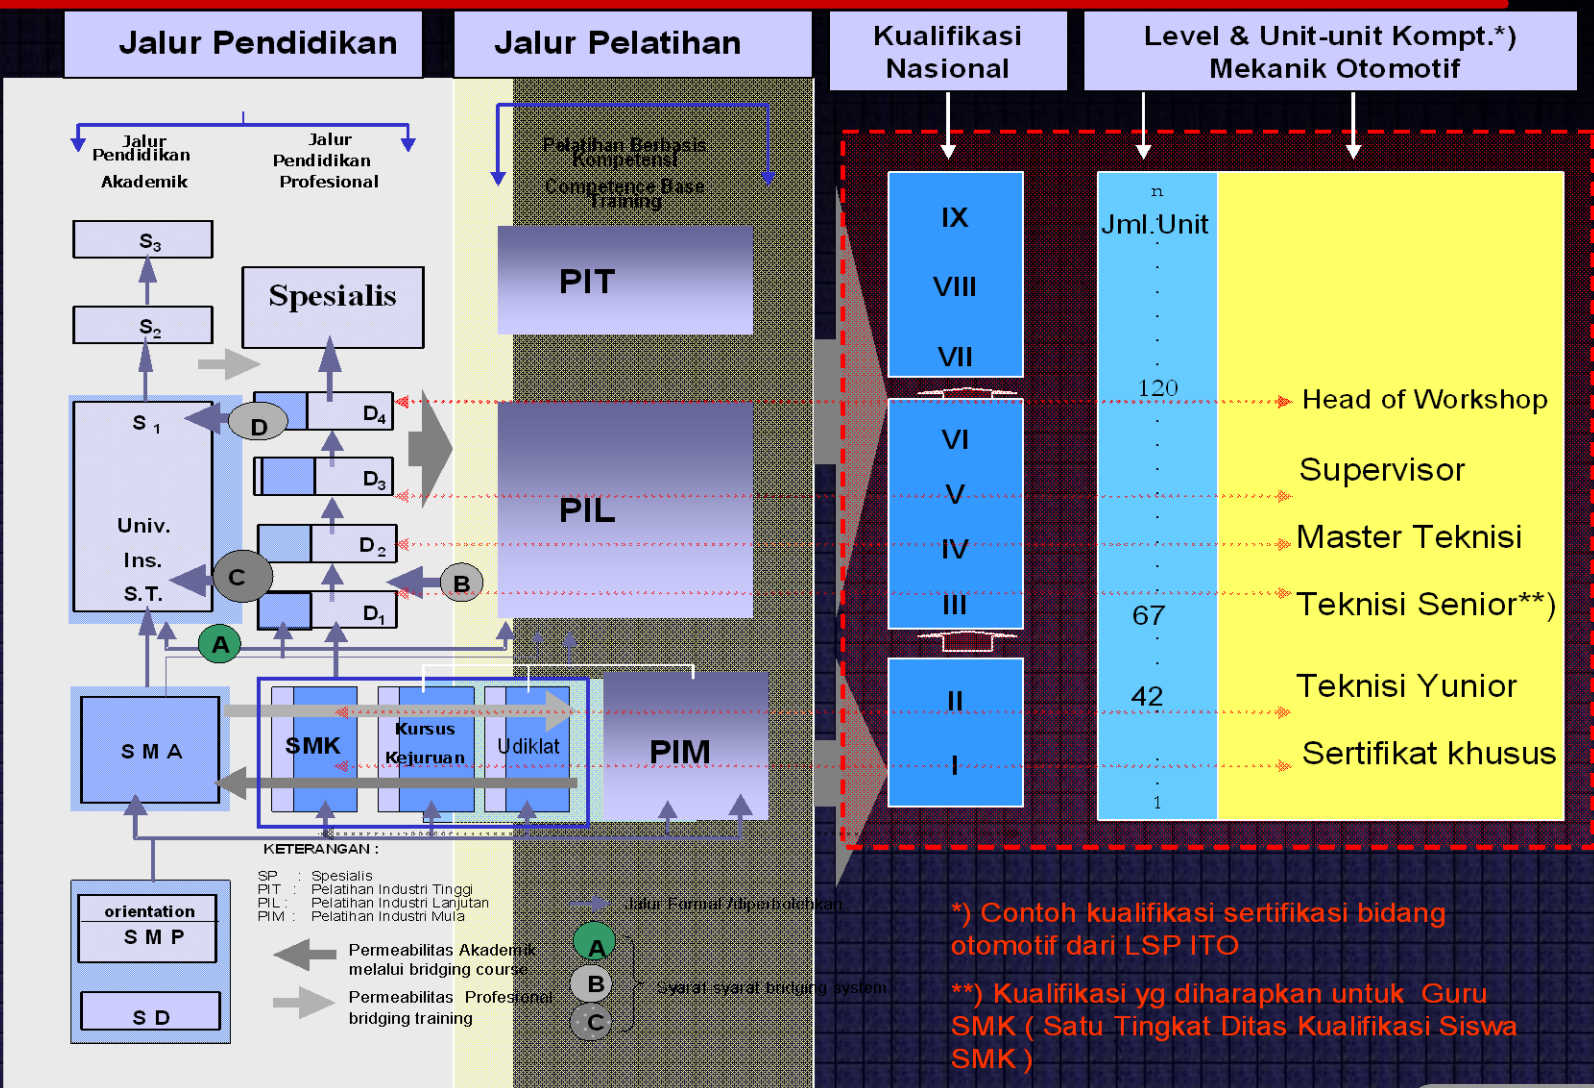 Jalur Pendidikan
Jalur Pelatihan
Kualifikasi
Nasional
Level & Unit-unit Kompt.*)
Mekanik Otomotif
Jalur
Pendidikan
Akademik
Jalur
Pendidikan
Profesional
Pelatihan Berbasis
Kompetensi
Competence Base
Training
S3
S2
Spesialis
PIT
IX
VIII
VII
n
Jml.Unit
120
S1
Univ.
Ins.
S.T.
D
D4
D3
D2
D1
C
B
A
PIL
VI
V
IV
III
67
Head of Workshop
Supervisor
Master Teknisi
Teknisi Senior**)
SMA
SMK
Kursus
Kejuruan
Udiklat
PIM
II
I
42
1
Teknisi Yunior
Sertifikat khusus
orientation
SMP
SD
KETERANGAN :
SP : Spesialis
PIT : Pelatihan Industri Tinggi
PIL : Pelatihan Industri Lanjutan
PIM : Pelatihan Industri Mula
Permeabilitas Akademik
melalui bridging course
Permeabilitas Profesional
bridging training
Jalur Formal /diperbolehkan
A
B
C
Syarat-syarat bridging system
*) Contoh kualifikasi sertifikasi bidang
otomotif dari LSP ITO
**) Kualifikasi yg diharapkan untuk Guru
SMK ( Satu Tingkat Ditas Kualifikasi Siswa
SMK )